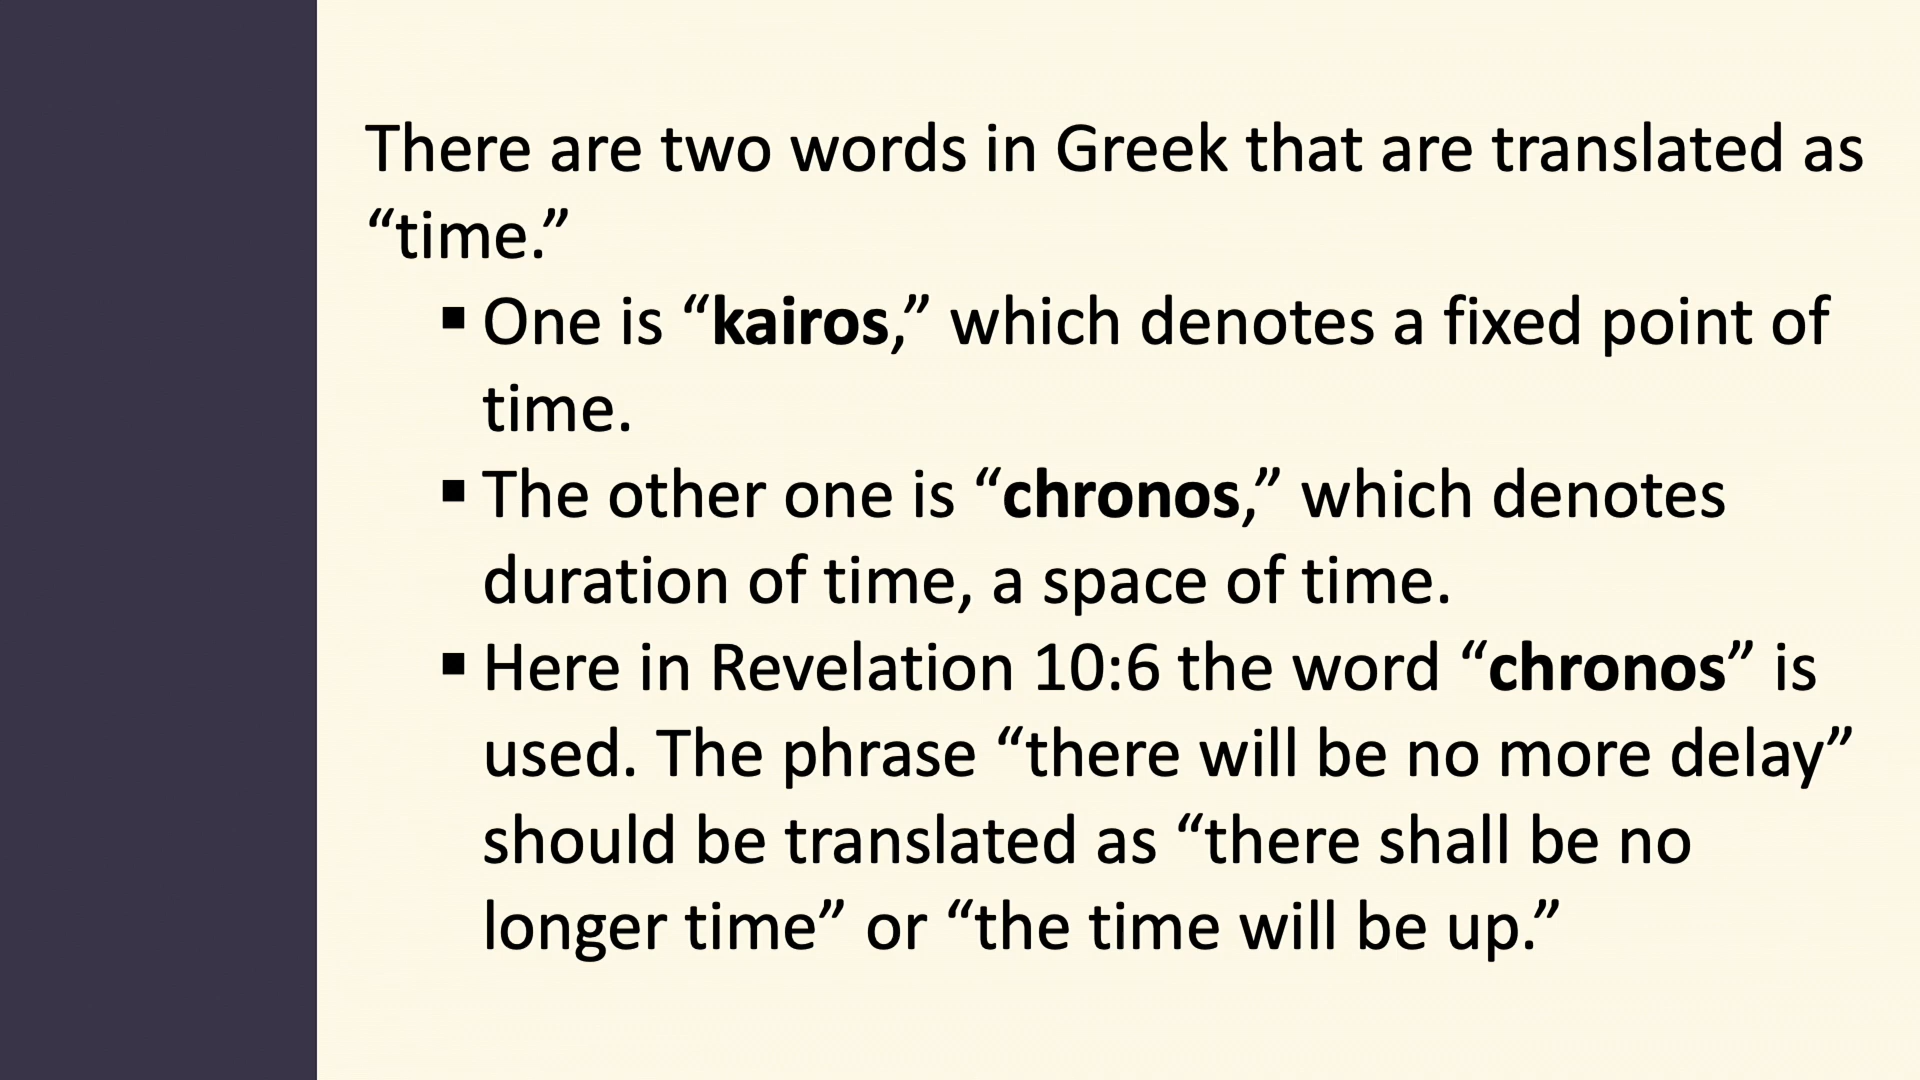 There are two words in Greek that are translated as
“time.”
▪ One is “kairos,” which denotes a fixed point of
time.
▪ The other one is “chronos,” which denotes
duration of time, a space of time.
▪ Here in Revelation 10:6 the word “chronos” is
used. The phrase “there will be no more delay”
should be translated as “there shall be no
longer time” or “the time will be up.”